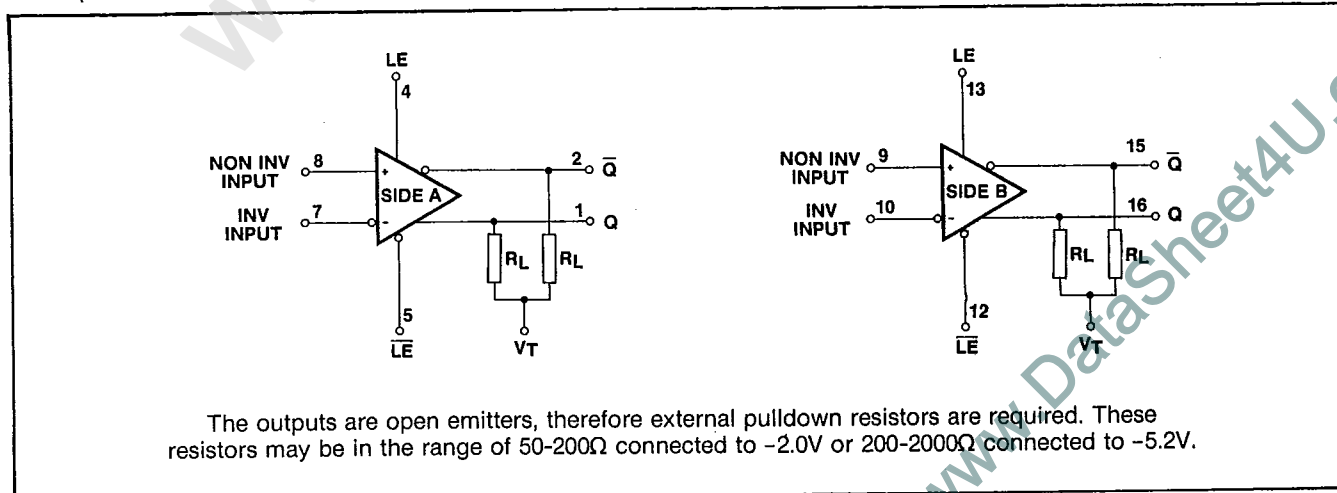 LE
4
NON INV
INPUT
8
INV
INPUT
7
+
-
SIDE A
2
Q̅
1
Q
RL
RL
5
L̅E̅
VT
LE
13
NON INV
INPUT
9
INV
INPUT
10
+
-
SIDE B
15
Q̅
16
Q
RL
RL
12
L̅E̅
VT
The outputs are open emitters, therefore external pulldown resistors are required. These
resistors may be in the range of 50-200Ω connected to -2.0V or 200-2000Ω connected to -5.2V.
www.DataSheet4U.c